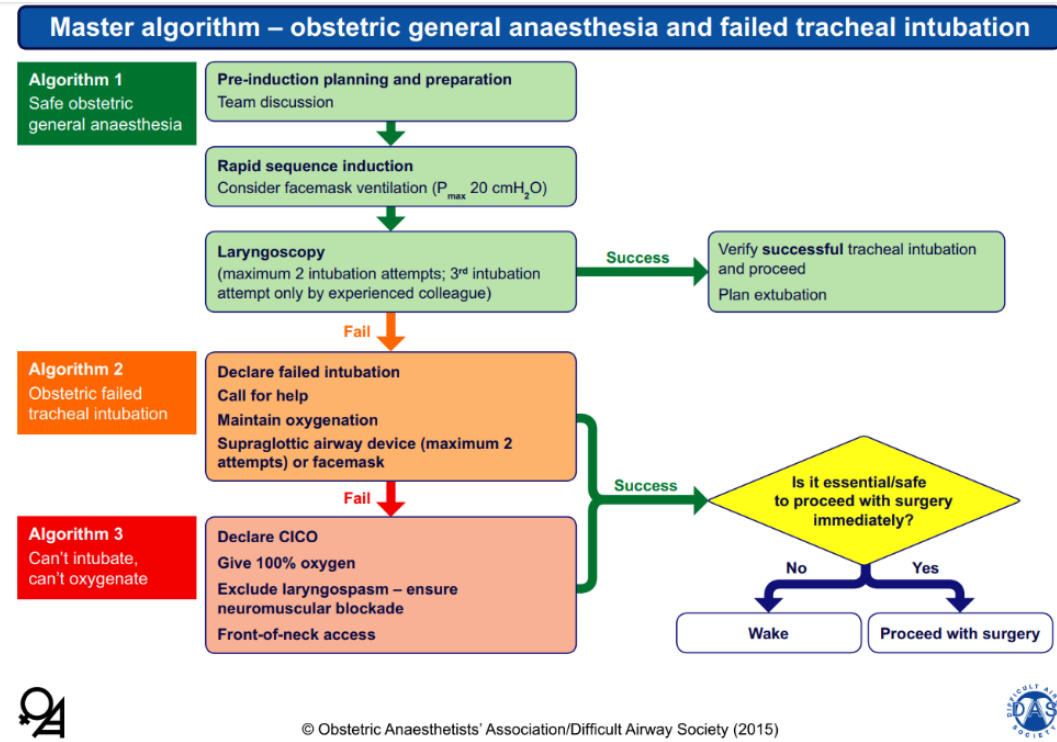 Master algorithm – obstetric general anaesthesia and failed tracheal intubation
Algorithm 1
Safe obstetric
general anaesthesia
Pre-induction planning and preparation
Team discussion
Rapid sequence induction
Consider facemask ventilation (Pmax 20 cmH2O)
Laryngoscopy
(maximum 2 intubation attempts; 3rd intubation
attempt only by experienced colleague)
Success
Verify successful tracheal intubation
and proceed
Plan extubation
Fail
Algorithm 2
Obstetric failed
tracheal intubation
Declare failed intubation
Call for help
Maintain oxygenation
Supraglottic airway device (maximum 2
attempts) or facemask
Success
Is it essential/safe
to proceed with surgery
immediately?
Fail
Algorithm 3
Can't intubate,
can't oxygenate
Declare CICO
Give 100% oxygen
Exclude laryngospasm – ensure
neuromuscular blockade
Front-of-neck access
No
Yes
Wake
Proceed with surgery
© Obstetric Anaesthetists' Association/Difficult Airway Society (2015)
DIFFICULT AIRWAY
DAS
SOCIETY